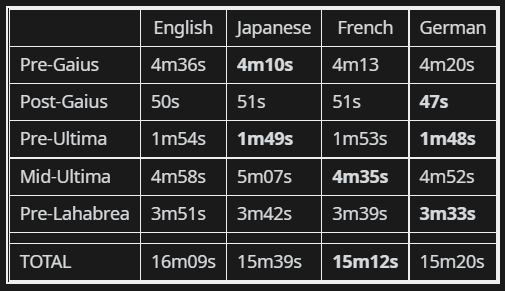 English Japanese French German
Pre-Gaius 4m36s 4m10s 4m13 4m20s
Post-Gaius 50s 51s 51s 47s
Pre-Ultima 1m54s 1m49s 1m53s 1m48s
Mid-Ultima 4m58s 5m07s 4m35s 4m52s
Pre-Lahabrea 3m51s 3m42s 3m39s 3m33s
TOTAL 16m09s 15m39s 15m12s 15m20s